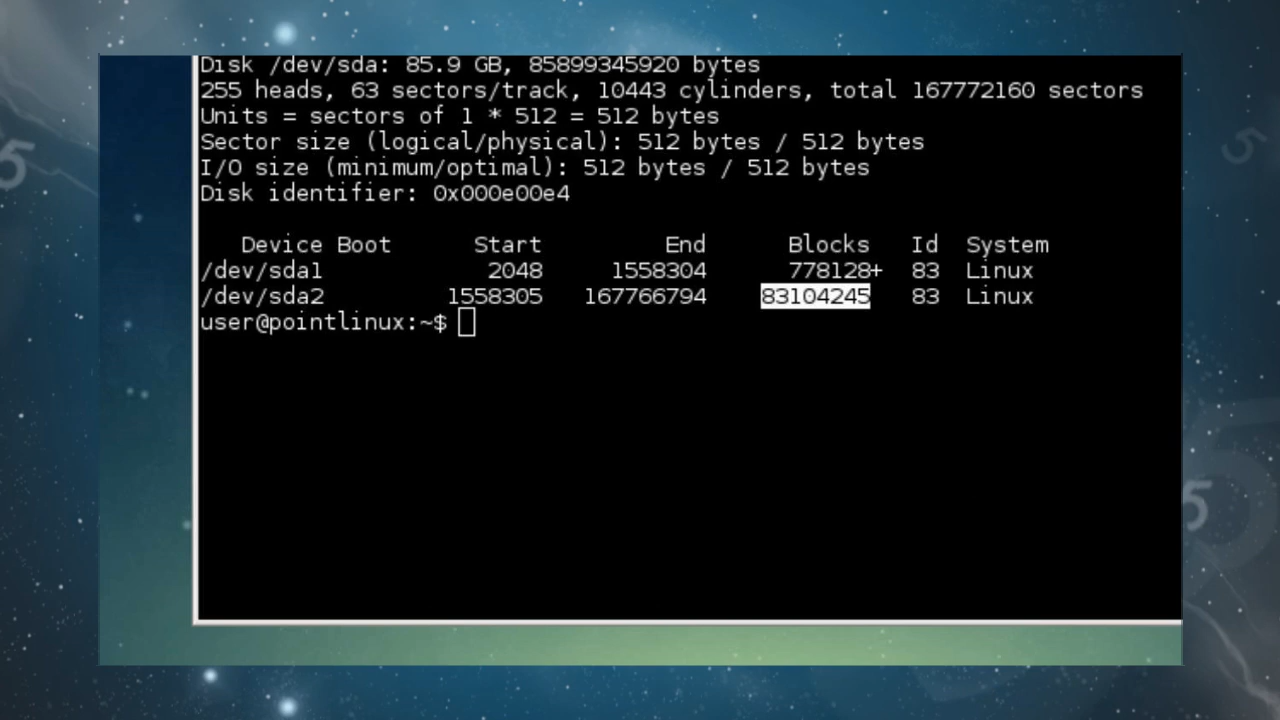 Disk /dev/sda: 85.9 GB, 85899345920 bytes
255 heads, 63 sectors/track, 10443 cylinders, total 167772160 sectors
Units = sectors of 1 * 512 = 512 bytes
Sector size (logical/physical): 512 bytes / 512 bytes
I/O size (minimum/optimal): 512 bytes / 512 bytes
Disk identifier: 0x000e00e4
Device Boot Start End Blocks Id System
/dev/sda1 2048 1558304 778128+ 83 Linux
/dev/sda2 1558305 167766794 83104245 83 Linux
user@pointlinux:~$
5
5
5